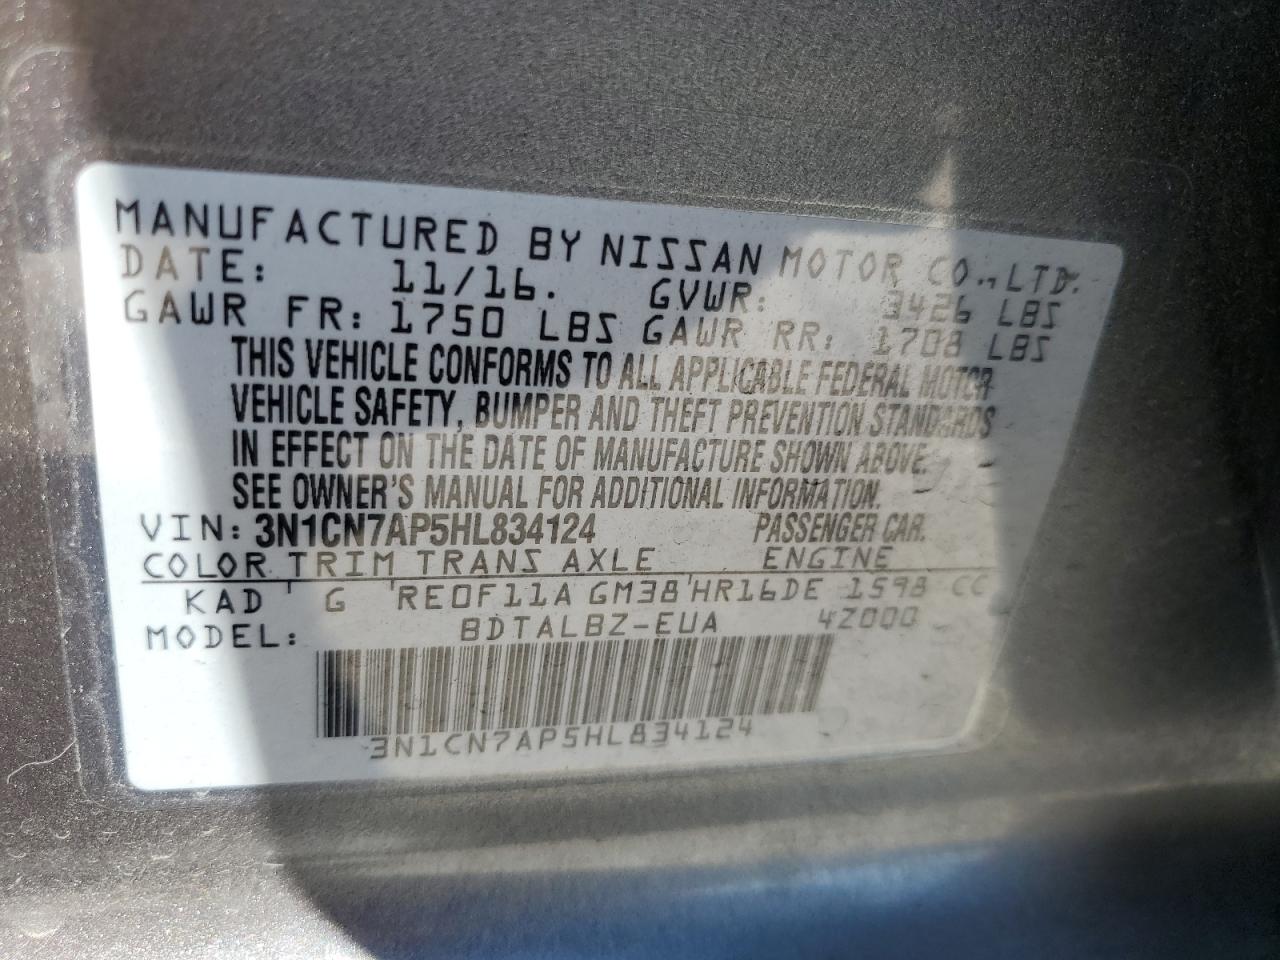 MANUFACTURED BY NISSAN MOTOR CO.,LTD.
DATE: 11/16. GVWR: 3426 LBS
GAWR FR: 1750 LBS GAWR RR: 1708 LBS
THIS VEHICLE CONFORMS TO ALL APPLICABLE FEDERAL MOTOR
VEHICLE SAFETY, BUMPER AND THEFT PREVENTION STANDARDS
IN EFFECT ON THE DATE OF MANUFACTURE SHOWN ABOVE.
SEE OWNER'S MANUAL FOR ADDITIONAL INFORMATION.
VIN: 3N1CN7AP5HL834124 PASSENGER CAR.
COLOR TRIM TRANS AXLE ENGINE
KAD G RE0F11A GM38 HR16DE 1598 CC
MODEL: BDTALBZ-EUA 4Z000
3N1CN7AP5HL834124